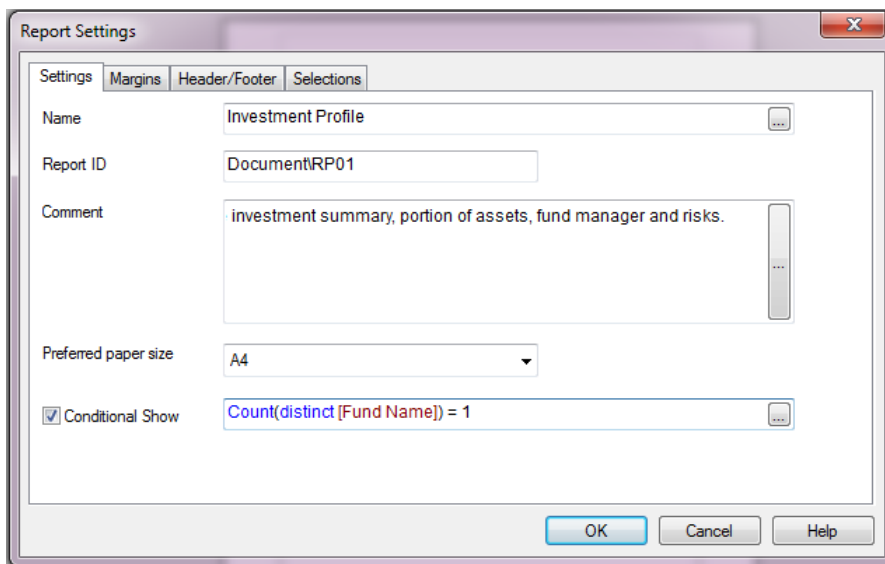 Report Settings
Settings Margins Header/Footer Selections
Name Investment Profile ...
Report ID Document\RP01
Comment investment summary, portion of assets, fund manager and risks.
...
Preferred paper size A4
Conditional Show Count(distinct [Fund Name]) = 1 ...
OK Cancel Help